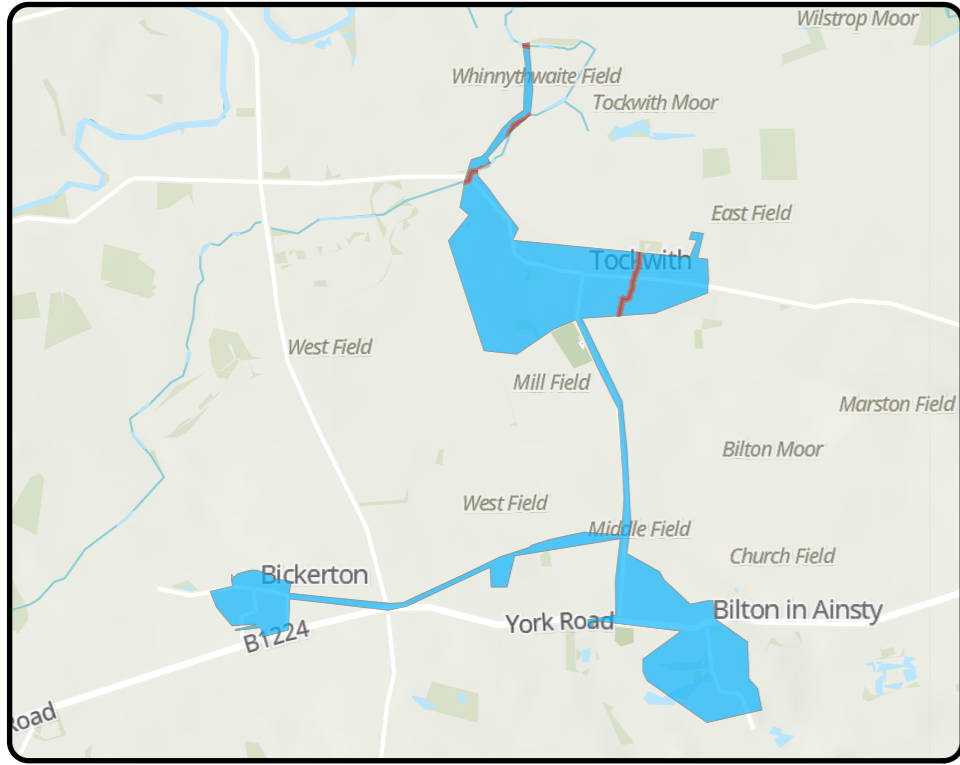 Wilstrop Moor
Whinnythwaite Field
Tockwith Moor
East Field
Tockwith
West Field
Mill Field
Marston Field
Bilton Moor
West Field
Middle Field
Church Field
Bickerton
Bilton in Ainsty
York Road
B1224
Road